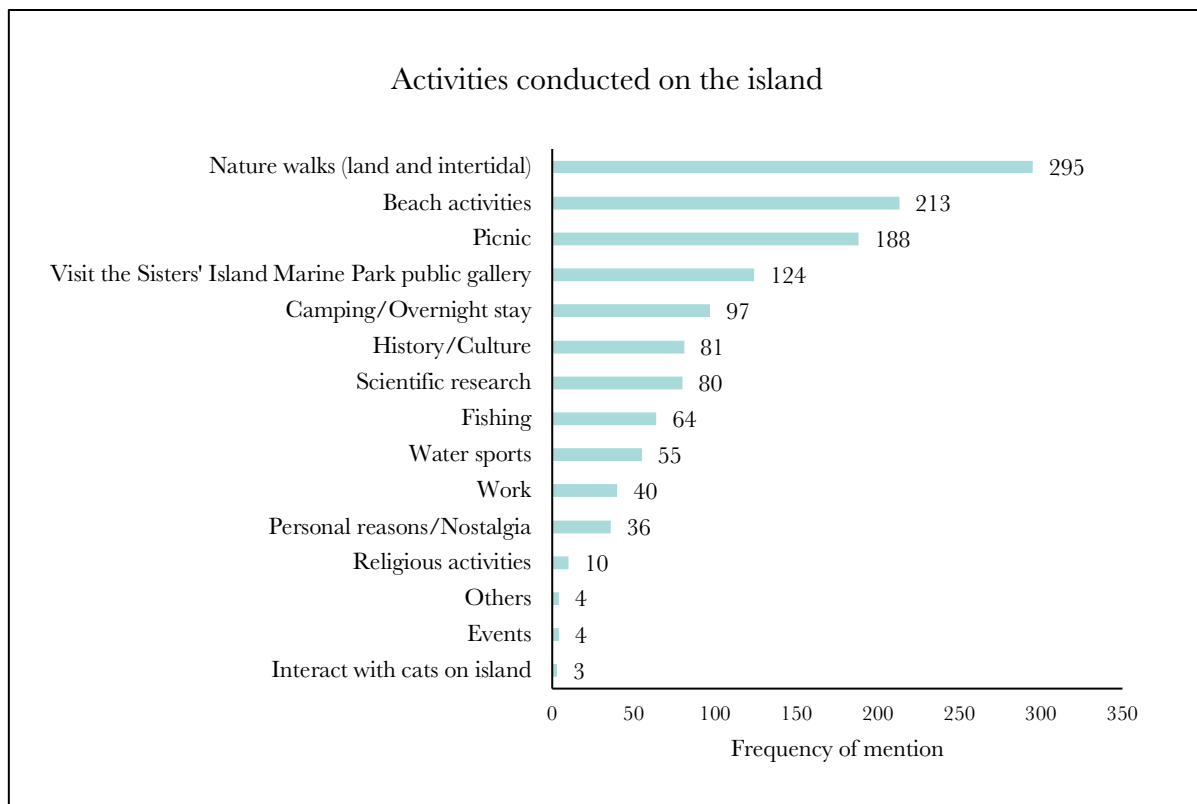 Activities conducted on the island
Nature walks (land and intertidal) 295
Beach activities 213
Picnic 188
Visit the Sisters' Island Marine Park public gallery 124
Camping/Overnight stay 97
History/Culture 81
Scientific research 80
Fishing 64
Water sports 55
Work 40
Personal reasons/Nostalgia 36
Religious activities 10
Others 4
Events 4
Interact with cats on island 3
0 50 100 150 200 250 300 350
Frequency of mention